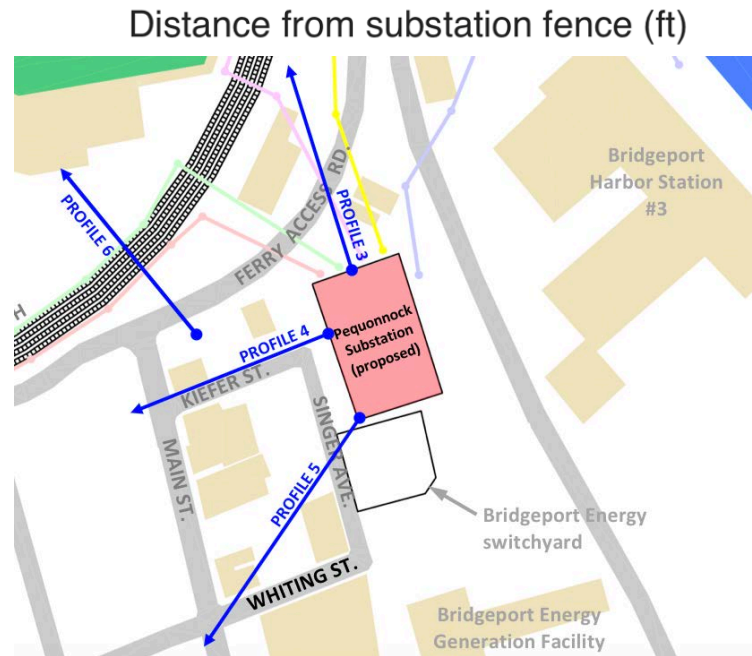 Distance from substation fence (ft)
Bridgeport
Harbor Station
#3
PROFILE 6
FERRY ACCESS RD.
PROFILE 3
H
Pequonnock
Substation
(proposed)
PROFILE 4
KIEFER ST.
SINGER AVE.
MAIN ST.
PROFILE 5
Bridgeport Energy
switchyard
WHITING ST.
Bridgeport Energy
Generation Facility